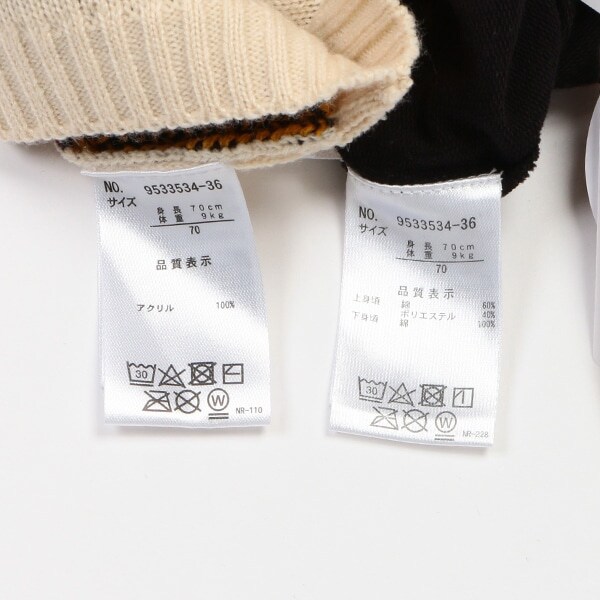 NO. 9533534-36
サイズ
身長 70cm
体重 9kg
70
品質表示
アクリル 100%
30
W
NR-110
NO. 9533534-36
サイズ
身長 70cm
体重 9kg
70
品質表示
上身頃 綿 60%
ポリエステル 40%
下身頃 綿 100%
30
W
NR-228